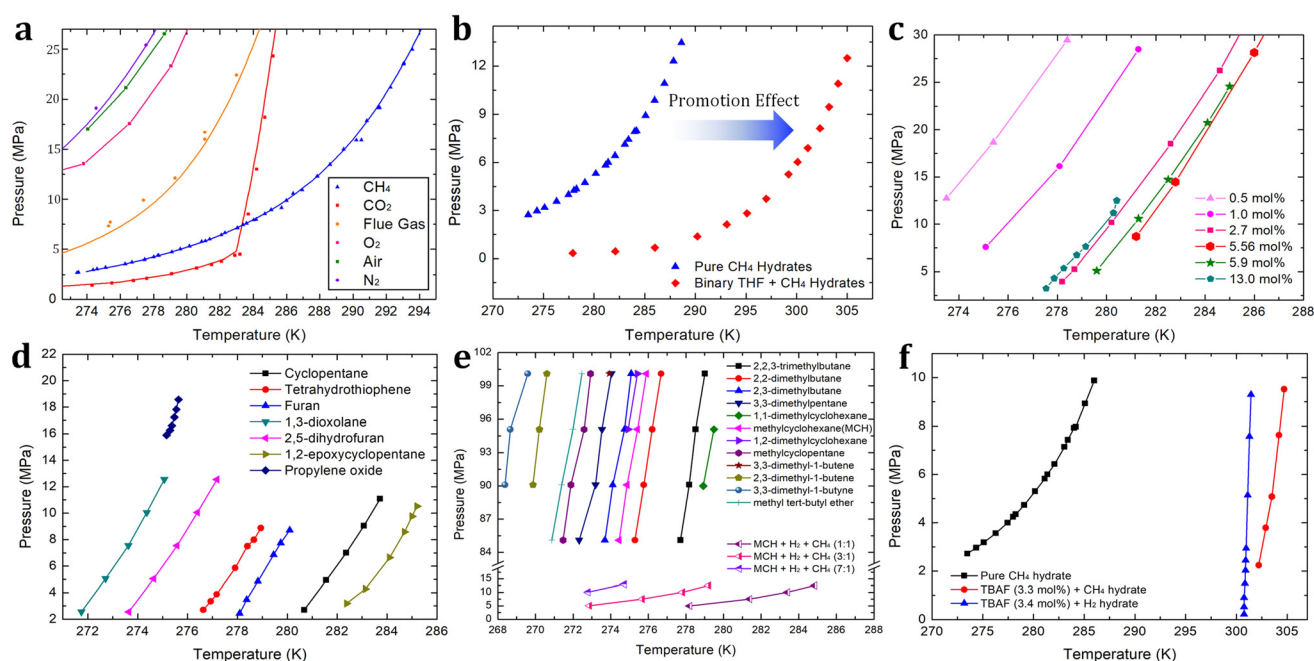 a
Pressure (MPa)
25
20
15
10
5
0
CH₄
CO₂
Flue Gas
O₂
Air
N₂
274 276 278 280 282 284 286 288 290 292 294
Temperature (K)
b
Pressure (MPa)
12
9
6
3
0
Promotion Effect
Pure CH₄ Hydrates
Binary THF + CH₄ Hydrates
270 275 280 285 290 295 300 305
Temperature (K)
c
Pressure (MPa)
30
25
20
15
10
5
0.5 mol%
1.0 mol%
2.7 mol%
5.56 mol%
5.9 mol%
13.0 mol%
274 276 278 280 282 284 286 288
Temperature (K)
d
Pressure (MPa)
22
20
18
16
14
12
10
8
6
4
2
Cyclopentane
Tetrahydrothiophene
Furan
1,3-dioxolane
2,5-dihydrofuran
1,2-epoxycyclopentane
Propylene oxide
272 274 276 278 280 282 284 286
Temperature (K)
e
Pressure (MPa)
102
100
95
90
85
15
10
5
0
2,2,3-trimethylbutane
2,2-dimethylbutane
2,3-dimethylbutane
3,3-dimethylpentane
1,1-dimethylcyclohexane
methylcyclohexane(MCH)
1,2-dimethylcyclohexane
methylcyclopentane
3,3-dimethyl-1-butene
2,3-dimethyl-1-butene
3,3-dimethyl-1-butyne
methyl tert-butyl ether
MCH + H₂ + CH₄ (1:1)
MCH + H₂ + CH₄ (3:1)
MCH + H₂ + CH₄ (7:1)
268 270 272 274 276 278 280 282 284 286 288
Temperature (K)
f
Pressure (MPa)
10
8
6
4
2
0
Pure CH₄ hydrate
TBAF (3.3 mol%) + CH₄ hydrate
TBAF (3.4 mol%) + H₂ hydrate
270 275 280 285 290 295 300 305
Temperature (K)